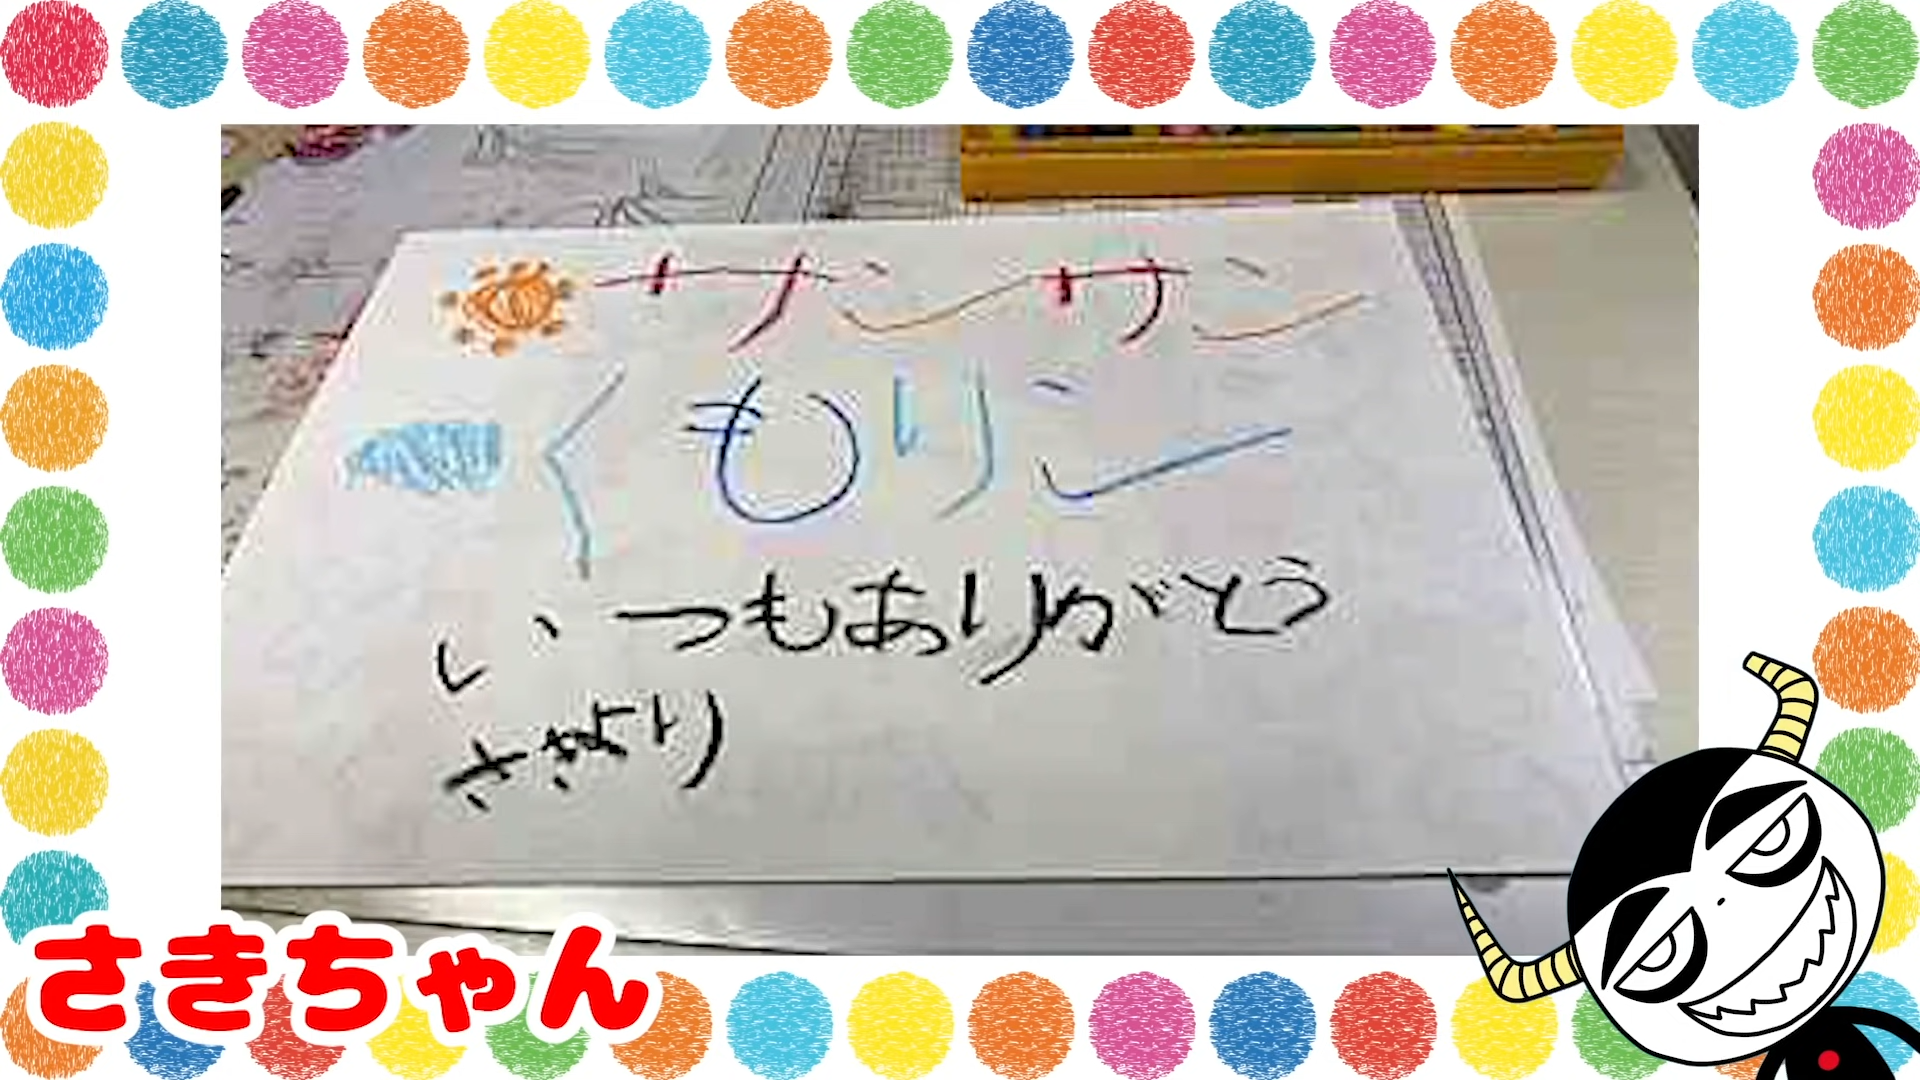 サンサン
くもりン
いつもありがとう
さきより
さきちゃん